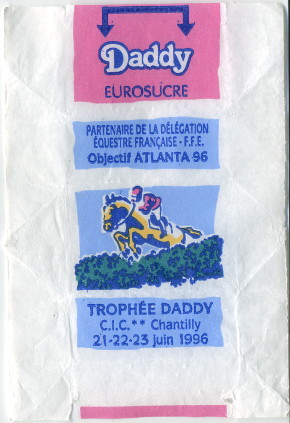 Daddy
EUROSUCRE
PARTENAIRE DE LA DÉLÉGATION
ÉQUESTRE FRANÇAISE - F.F.E.
Objectif ATLANTA 96
TROPHÉE DADDY
C.I.C.** Chantilly
21-22-23 juin 1996